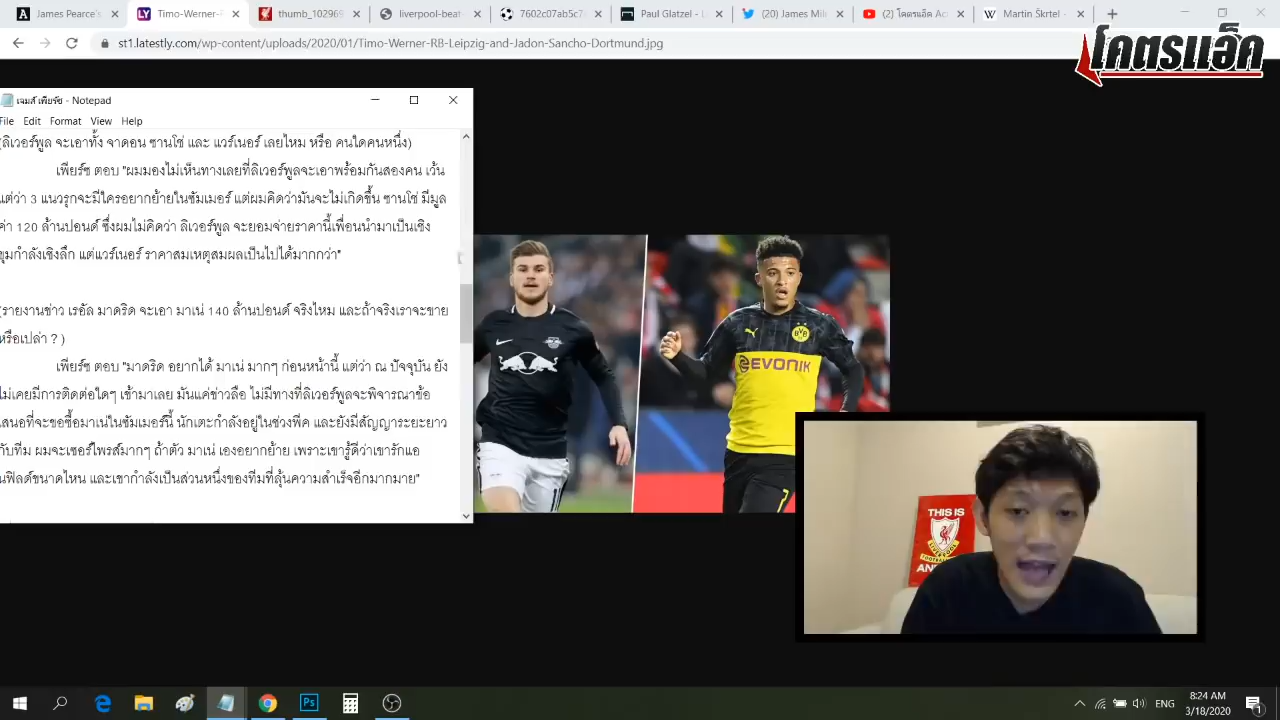 James Pearce's
Timo-Werner-R
thumb_102969
liverpool-beat-
7602c07ab5cf
Paul Glatzel - L
(20) James Mil
(2) โคตรแอ็ค Ac
Martin Škrtel -
st1.latestly.com/wp-content/uploads/2020/01/Timo-Werner-RB-Leipzig-and-Jadon-Sancho-Dortmund.jpg
โคตรแอ็ค
เจมส์ เพียร์ซ - Notepad
File Edit Format View Help
(ลิเวอร์พูล จะเอาทั้ง จาดอน ซานโช่ และ แวร์เนอร์ เลยไหม หรือ คนใดคนหนึ่ง)
เพียร์ซ ตอบ "ผมมองไม่เห็นทางเลยที่ลิเวอร์พูลจะเอาพร้อมกันสองคน เว้น
แต่ว่า 3 แนวรุกจะมีใครอยากย้ายในซัมเมอร์ แต่ผมคิดว่ามันจะไม่เกิดขึ้น ซานโช่ มีมูล
ค่า 120 ล้านปอนด์ ซึ่งผมไม่คิดว่า ลิเวอร์พูล จะยอมจ่ายราคานี้เพื่อนนำมาเป็นเชิง
ขุมกำลังเชิงลึก แต่แวร์เนอร์ ราคาสมเหตุสมผลเป็นไปได้มากกว่า"
(รายงานข่าว เรอัล มาดริด จะเอา มาเน่ 140 ล้านปอนด์ จริงไหม และถ้าจริงเราจะขาย
หรือเปล่า ? )
เพียร์ซ ตอบ "มาดริด อยากได้ มาเน่ มากๆ ก่อนหน้านี้ แต่ว่า ณ ปัจจุบัน ยัง
ไม่เคยมีการติดต่อใดๆ เข้ามาเลย มันแค่ข่าวลือ ไม่มีทางที่ลิเวอร์พูลจะพิจารณาข้อ
เสนอที่จะขอซื้อมาเน่ในซัมเมอร์นี้ นักเตะกำลังอยู่ในช่วงพีค และยังมีสัญญาระยะยาว
กับทีม ผมจะเซอร์ไพรส์มากๆ ถ้าตัว มาเน่ เองอยากย้าย เพราะเขารู้ดีว่าเขารักแอ
นฟิลด์ขนาดไหน และเขากำลังเป็นส่วนหนึ่งของทีมที่ลุ้นความสำเร็จอีกมากมาย"
BVB
EVONIK
THIS IS
ENG
8:24 AM
3/18/2020